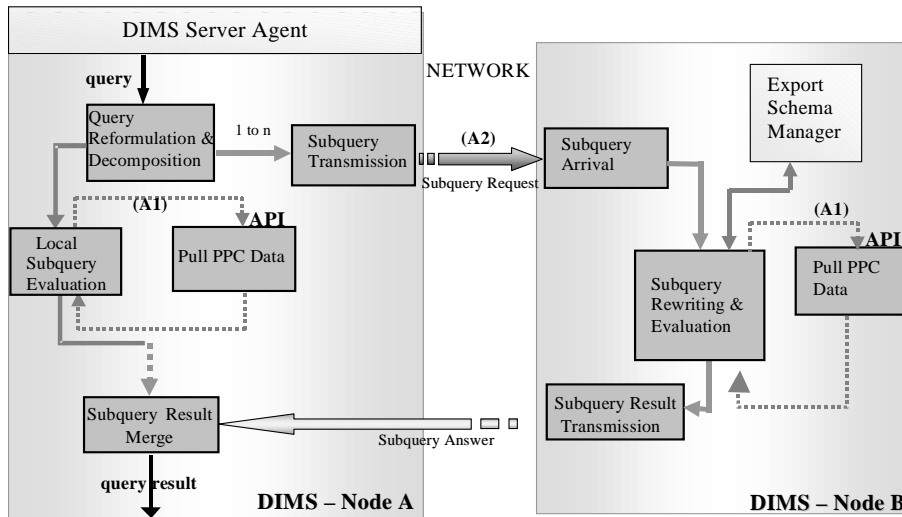 DIMS Server Agent
query
NETWORK
Query
Reformulation &
Decomposition
1 to n
Subquery
Transmission
(A2)
Subquery Request
Subquery
Arrival
Export
Schema
Manager
(A1)
API
Local
Subquery
Evaluation
Pull PPC Data
(A1)
API
Subquery
Rewriting &
Evaluation
Pull PPC
Data
Subquery Result
Merge
Subquery Answer
Subquery Result
Transmission
query result
DIMS – Node A
DIMS – Node B